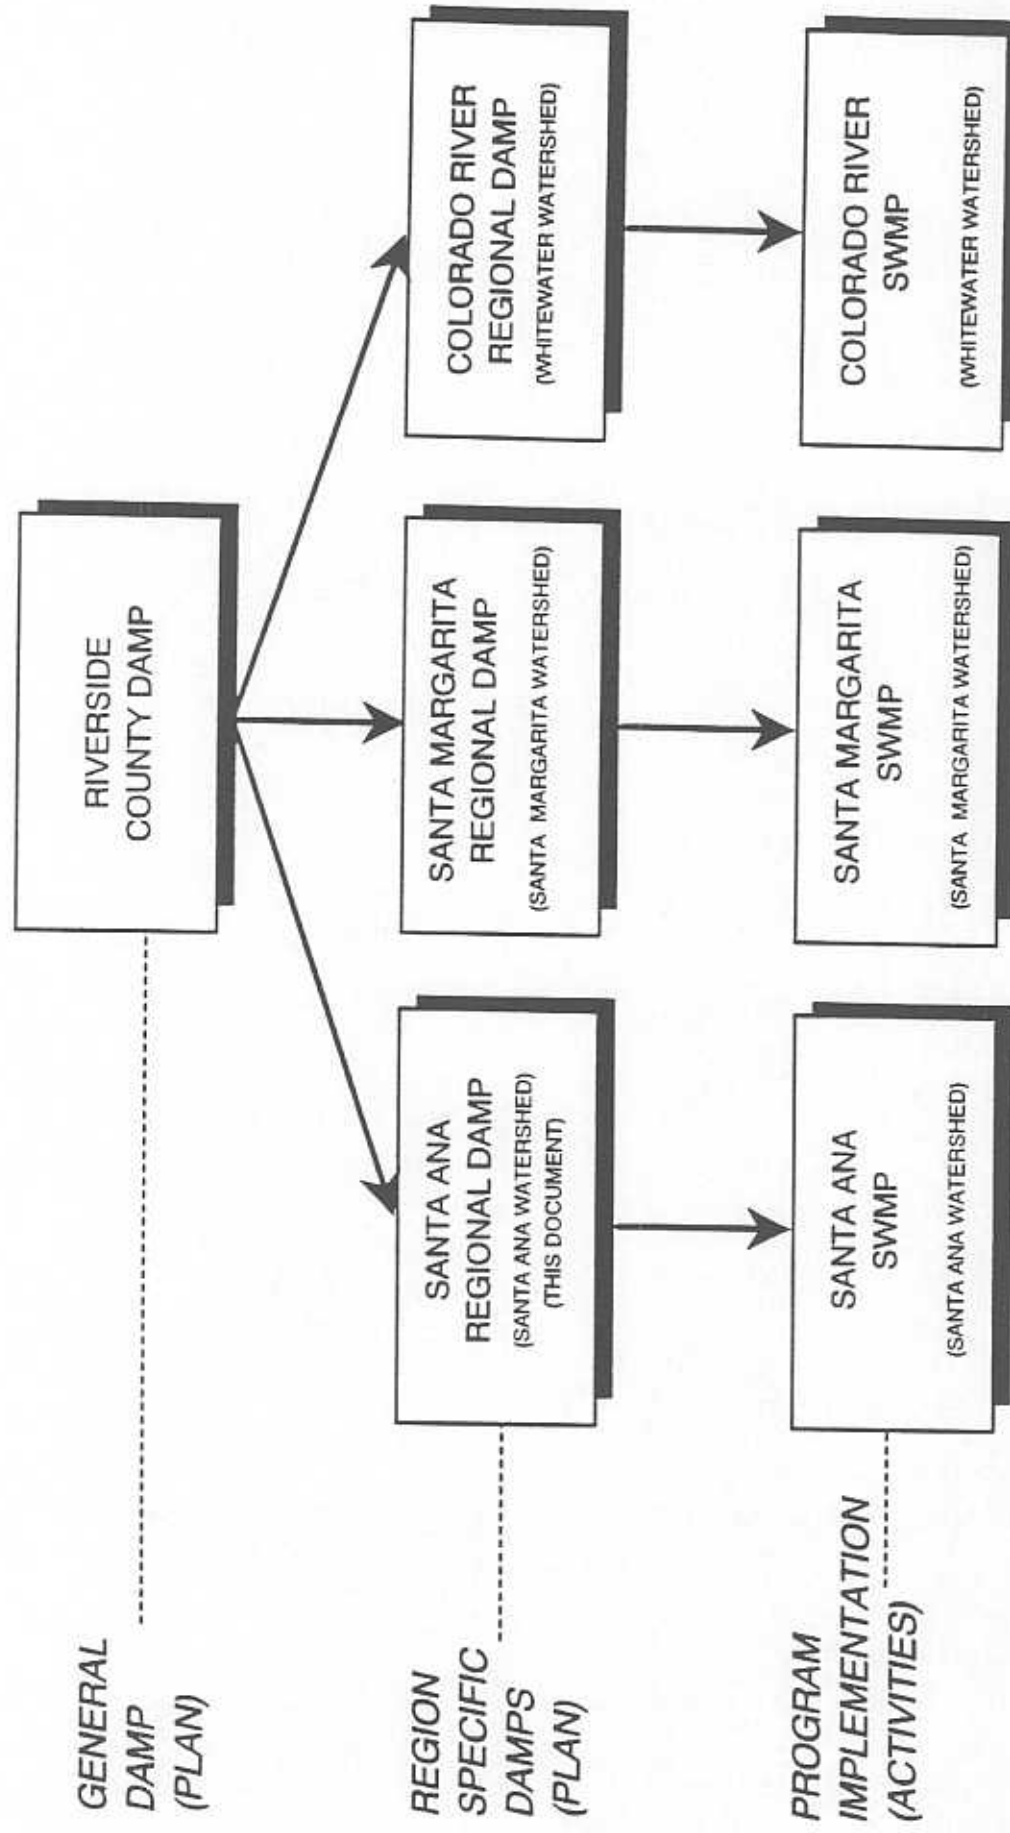 GENERAL
DAMP
(PLAN)
RIVERSIDE
COUNTY DAMP
REGION
SPECIFIC
DAMPS
(PLAN)
SANTA ANA
REGIONAL DAMP
(SANTA ANA WATERSHED)
(THIS DOCUMENT)
SANTA MARGARITA
REGIONAL DAMP
(SANTA MARGARITA WATERSHED)
COLORADO RIVER
REGIONAL DAMP
(WHITEWATER WATERSHED)
PROGRAM
IMPLEMENTATION
(ACTIVITIES)
SANTA ANA
SWMP
(SANTA ANA WATERSHED)
SANTA MARGARITA
SWMP
(SANTA MARGARITA WATERSHED)
COLORADO RIVER
SWMP
(WHITEWATER WATERSHED)